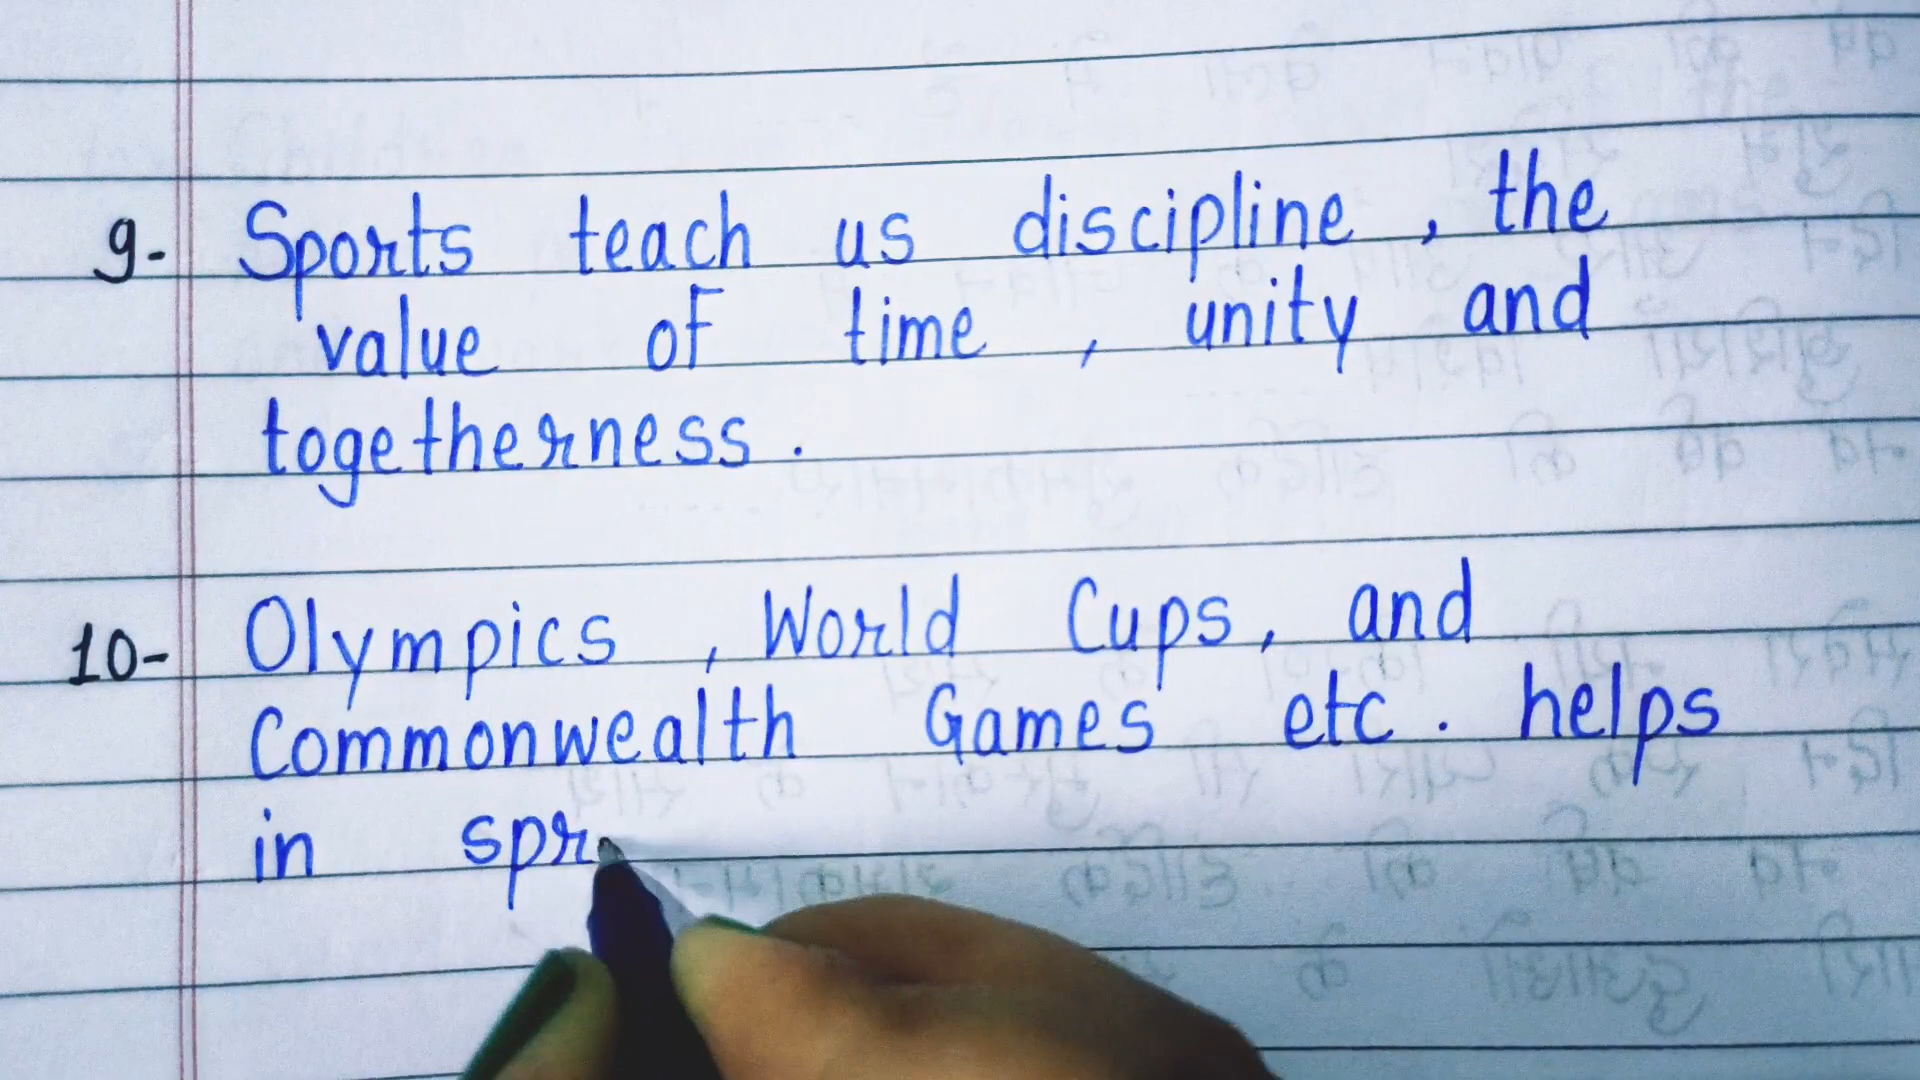 9- Sports teach us discipline, the
value of time, unity and
togetherness.
10- Olympics, World Cups, and
Commonwealth Games etc. helps
in spr